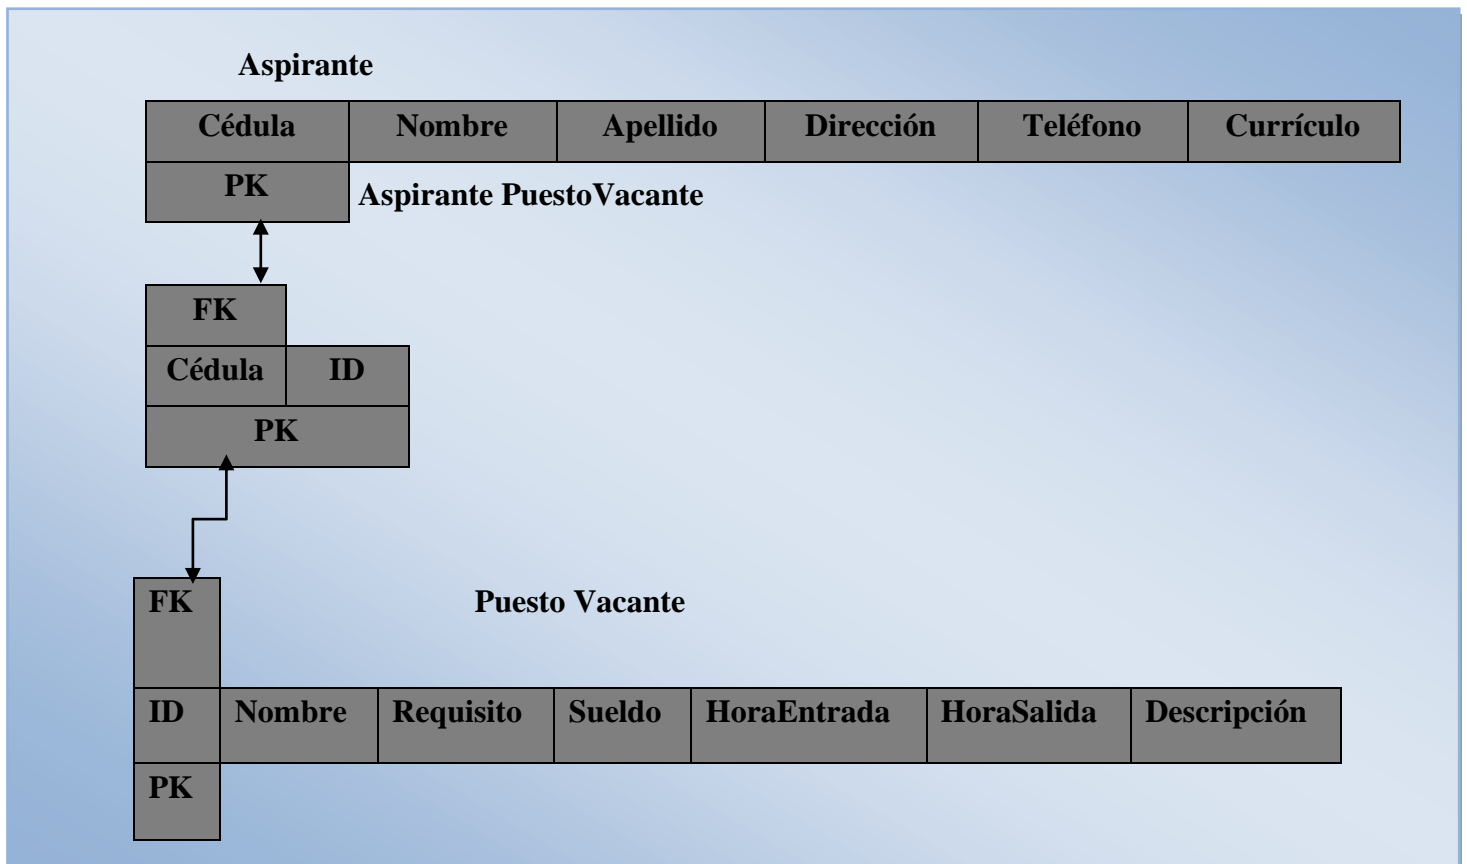 Aspirante
Cédula Nombre Apellido Dirección Teléfono Currículo
PK
Aspirante PuestoVacante
FK
Cédula ID
PK
FK
Puesto Vacante
ID Nombre Requisito Sueldo HoraEntrada HoraSalida Descripción
PK